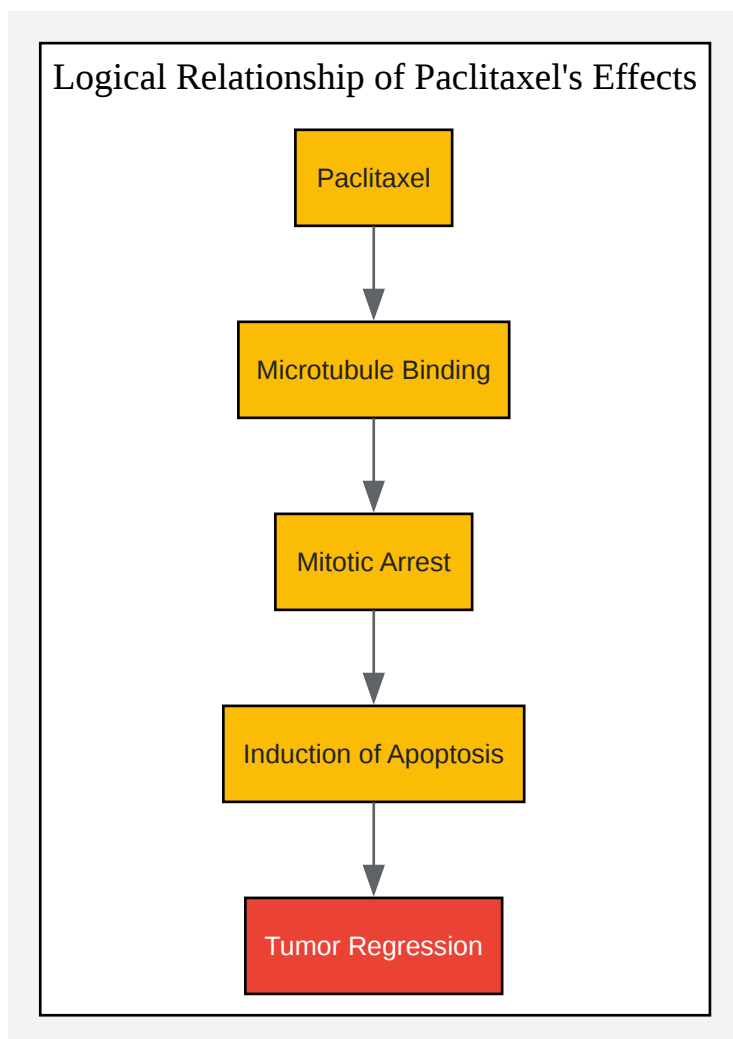 Logical Relationship of Paclitaxel's Effects
Paclitaxel
Microtubule Binding
Mitotic Arrest
Induction of Apoptosis
Tumor Regression